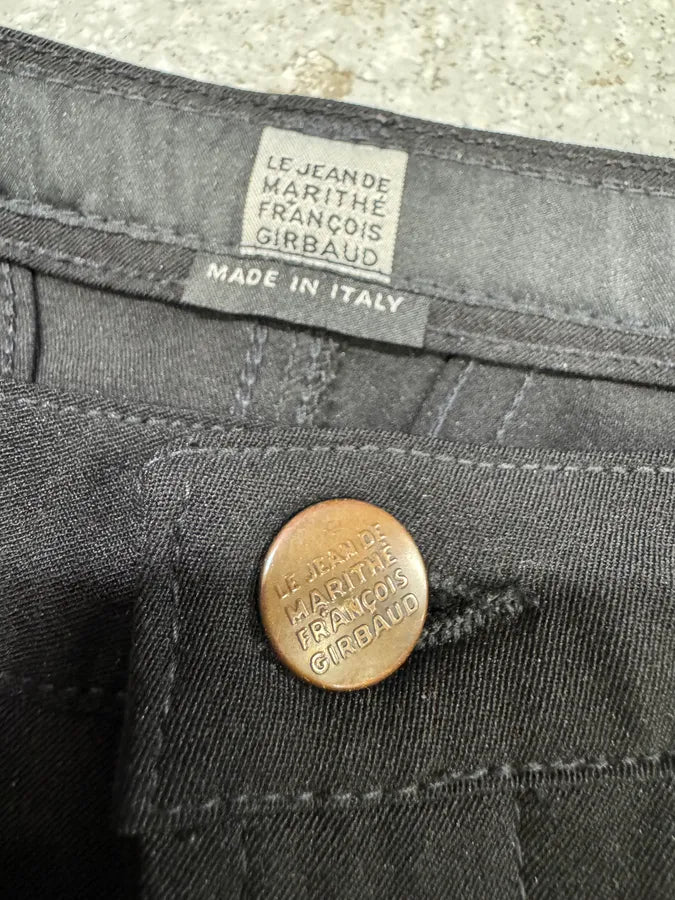 LE JEAN DE
MARITHÉ
FRANÇOIS
GIRBAUD
MADE IN ITALY
LE JEAN DE
MARITHÉ
FRANÇOIS
GIRBAUD